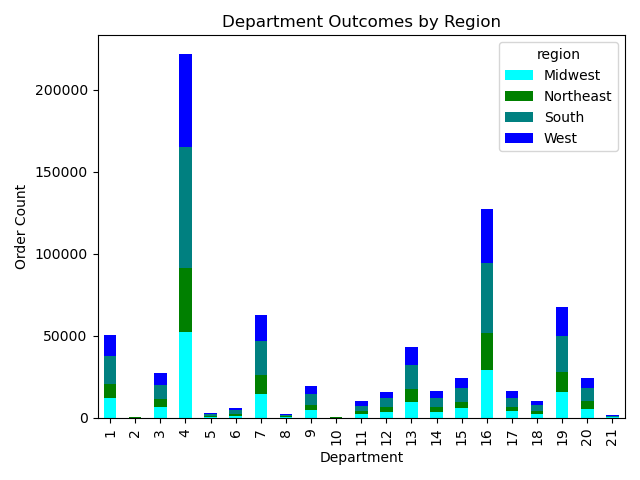 Department Outcomes by Region
region
Midwest
Northeast
South
West
Order Count
200000
150000
100000
50000
0
1 2 3 4 5 6 7 8 9 10 11 12 13 14 15 16 17 18 19 20 21
Department